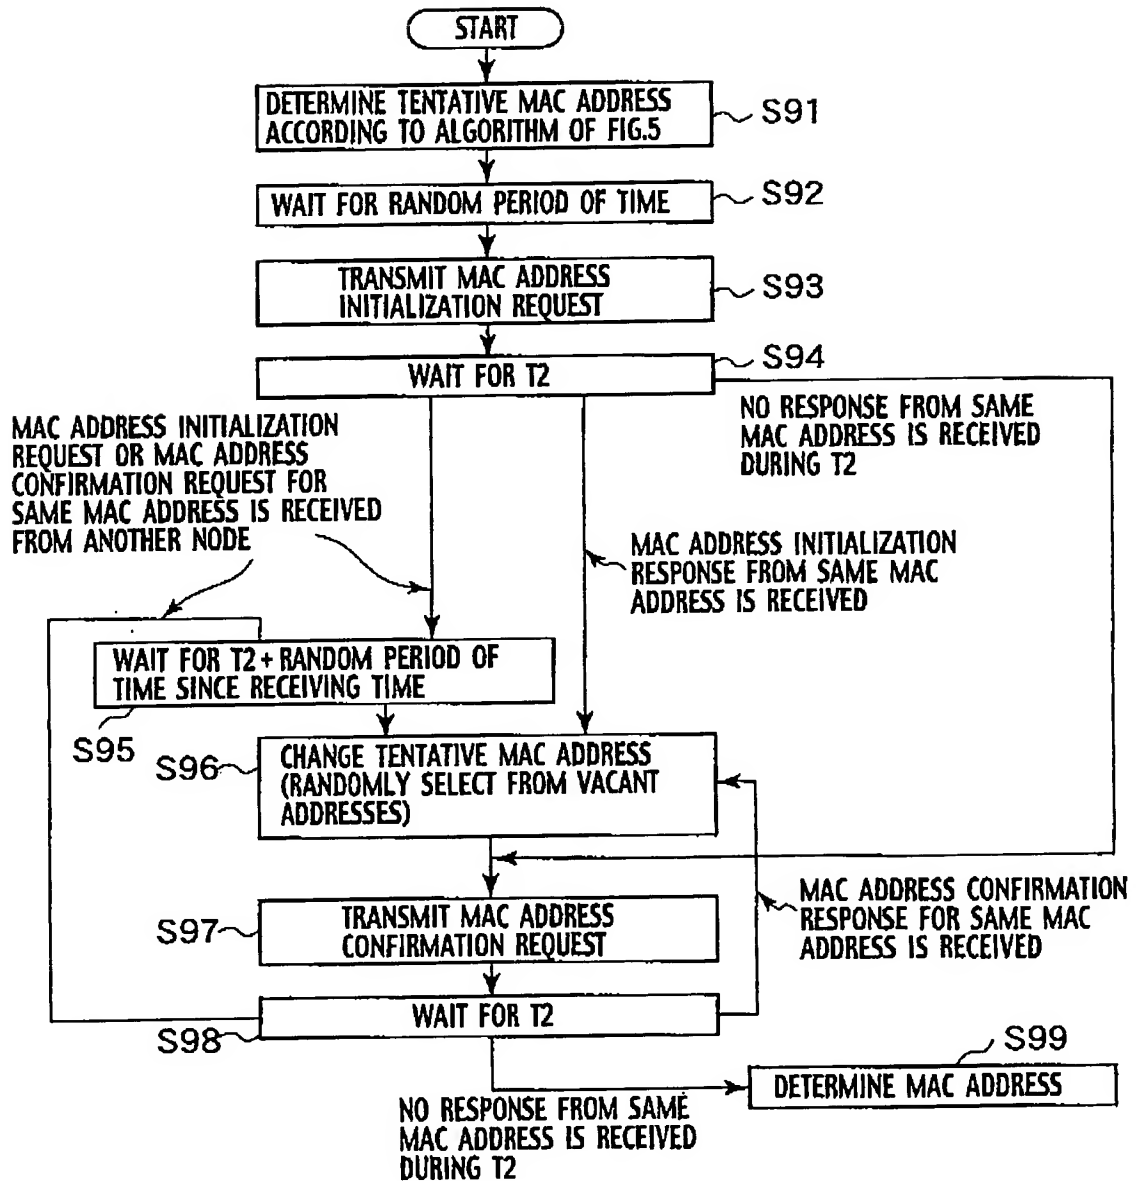 START
DETERMINE TENTATIVE MAC ADDRESS
ACCORDING TO ALGORITHM OF FIG.5
S91
WAIT FOR RANDOM PERIOD OF TIME
S92
TRANSMIT MAC ADDRESS
INITIALIZATION REQUEST
S93
WAIT FOR T2
S94
NO RESPONSE FROM SAME
MAC ADDRESS IS RECEIVED
DURING T2
MAC ADDRESS INITIALIZATION
REQUEST OR MAC ADDRESS
CONFIRMATION REQUEST FOR
SAME MAC ADDRESS IS RECEIVED
FROM ANOTHER NODE
MAC ADDRESS INITIALIZATION
RESPONSE FROM SAME MAC
ADDRESS IS RECEIVED
WAIT FOR T2+RANDOM PERIOD OF
TIME SINCE RECEIVING TIME
S95
S96
CHANGE TENTATIVE MAC ADDRESS
(RANDOMLY SELECT FROM VACANT
ADDRESSES)
MAC ADDRESS CONFIRMATION
RESPONSE FOR SAME MAC
ADDRESS IS RECEIVED
S97
TRANSMIT MAC ADDRESS
CONFIRMATION REQUEST
WAIT FOR T2
S98
S99
DETERMINE MAC ADDRESS
NO RESPONSE FROM SAME
MAC ADDRESS IS RECEIVED
DURING T2